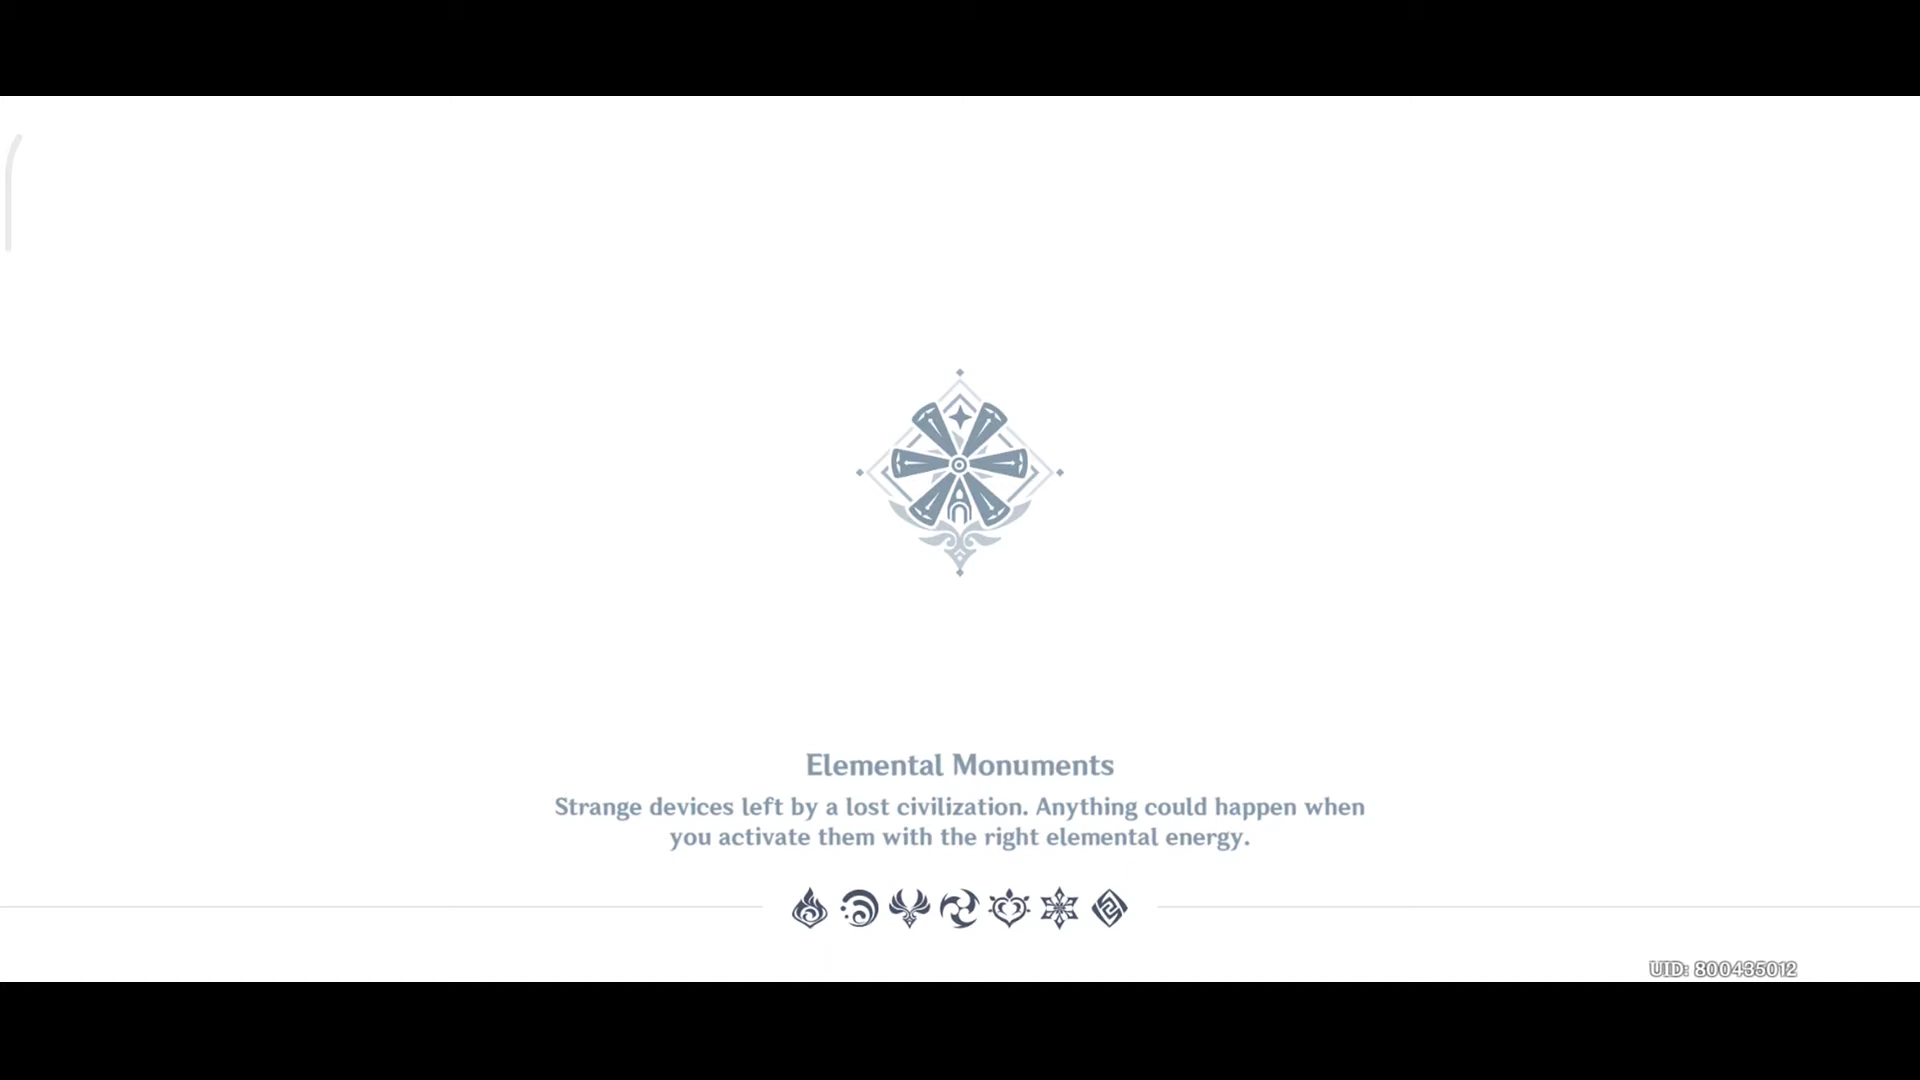 Elemental Monuments
Strange devices left by a lost civilization. Anything could happen when
you activate them with the right elemental energy.
UID: 800435012